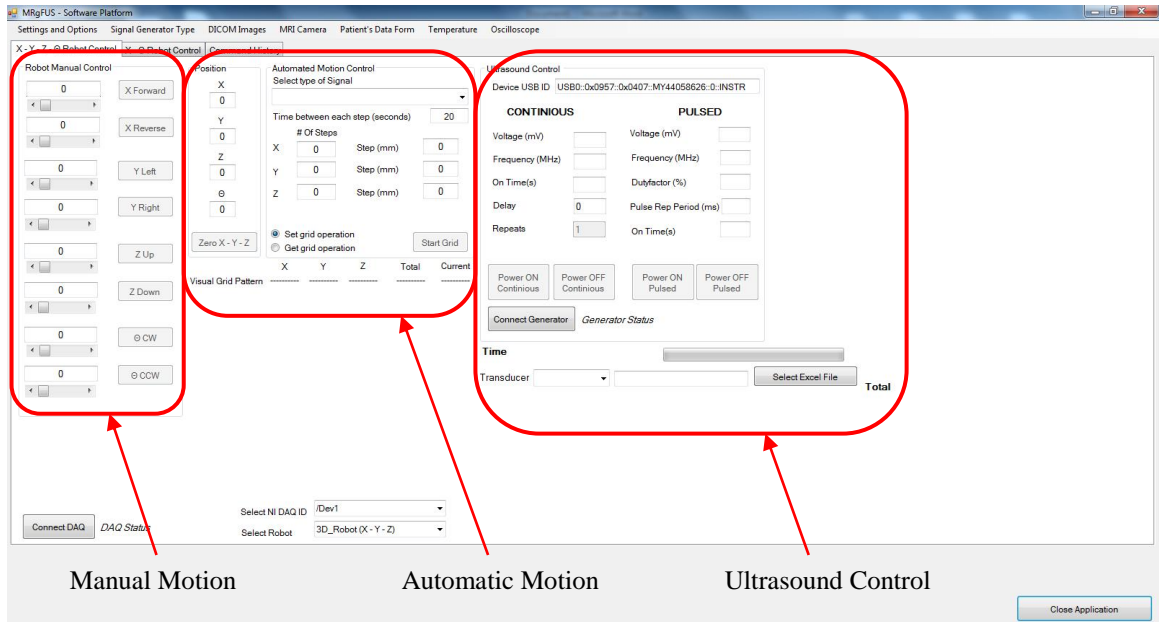 MRgFUS - Software Platform
Settings and Options Signal Generator Type DICOM Images MRI Camera Patient's Data Form Temperature Oscilloscope
X - Y - Z - Θ Robot Control X - Θ Robot Control Command History
Robot Manual Control
0 X Forward
0 X Reverse
0 Y Left
0 Y Right
0 Z Up
0 Z Down
0 Θ CW
0 Θ CCW
Position
X
0
Y
0
Z
0
Θ
0
Zero X - Y - Z
Automated Motion Control
Select type of Signal
Time between each step (seconds) 20
# Of Steps
X 0 Step (mm) 0
Y 0 Step (mm) 0
Z 0 Step (mm) 0
Set grid operation
Get grid operation
Start Grid
X Y Z Total Current
Visual Grid Pattern ---------- ---------- ---------- ---------- ----------
Ultrasound Control
Device USB ID USB0::0x0957::0x0407::MY44058626::0::INSTR
CONTINIOUS PULSED
Voltage (mV) Voltage (mV)
Frequency (MHz) Frequency (MHz)
On Time(s) Dutyfactor (%)
Delay 0 Pulse Rep Period (ms)
Repeats 1 On Time(s)
Power ON Continious Power OFF Continious Power ON Pulsed Power OFF Pulsed
Connect Generator Generator Status
Time
Transducer Select Excel File Total
Select NI DAQ ID /Dev1
Connect DAQ DAQ Status
Select Robot 3D_Robot (X - Y - Z)
Manual Motion Automatic Motion Ultrasound Control
Close Application